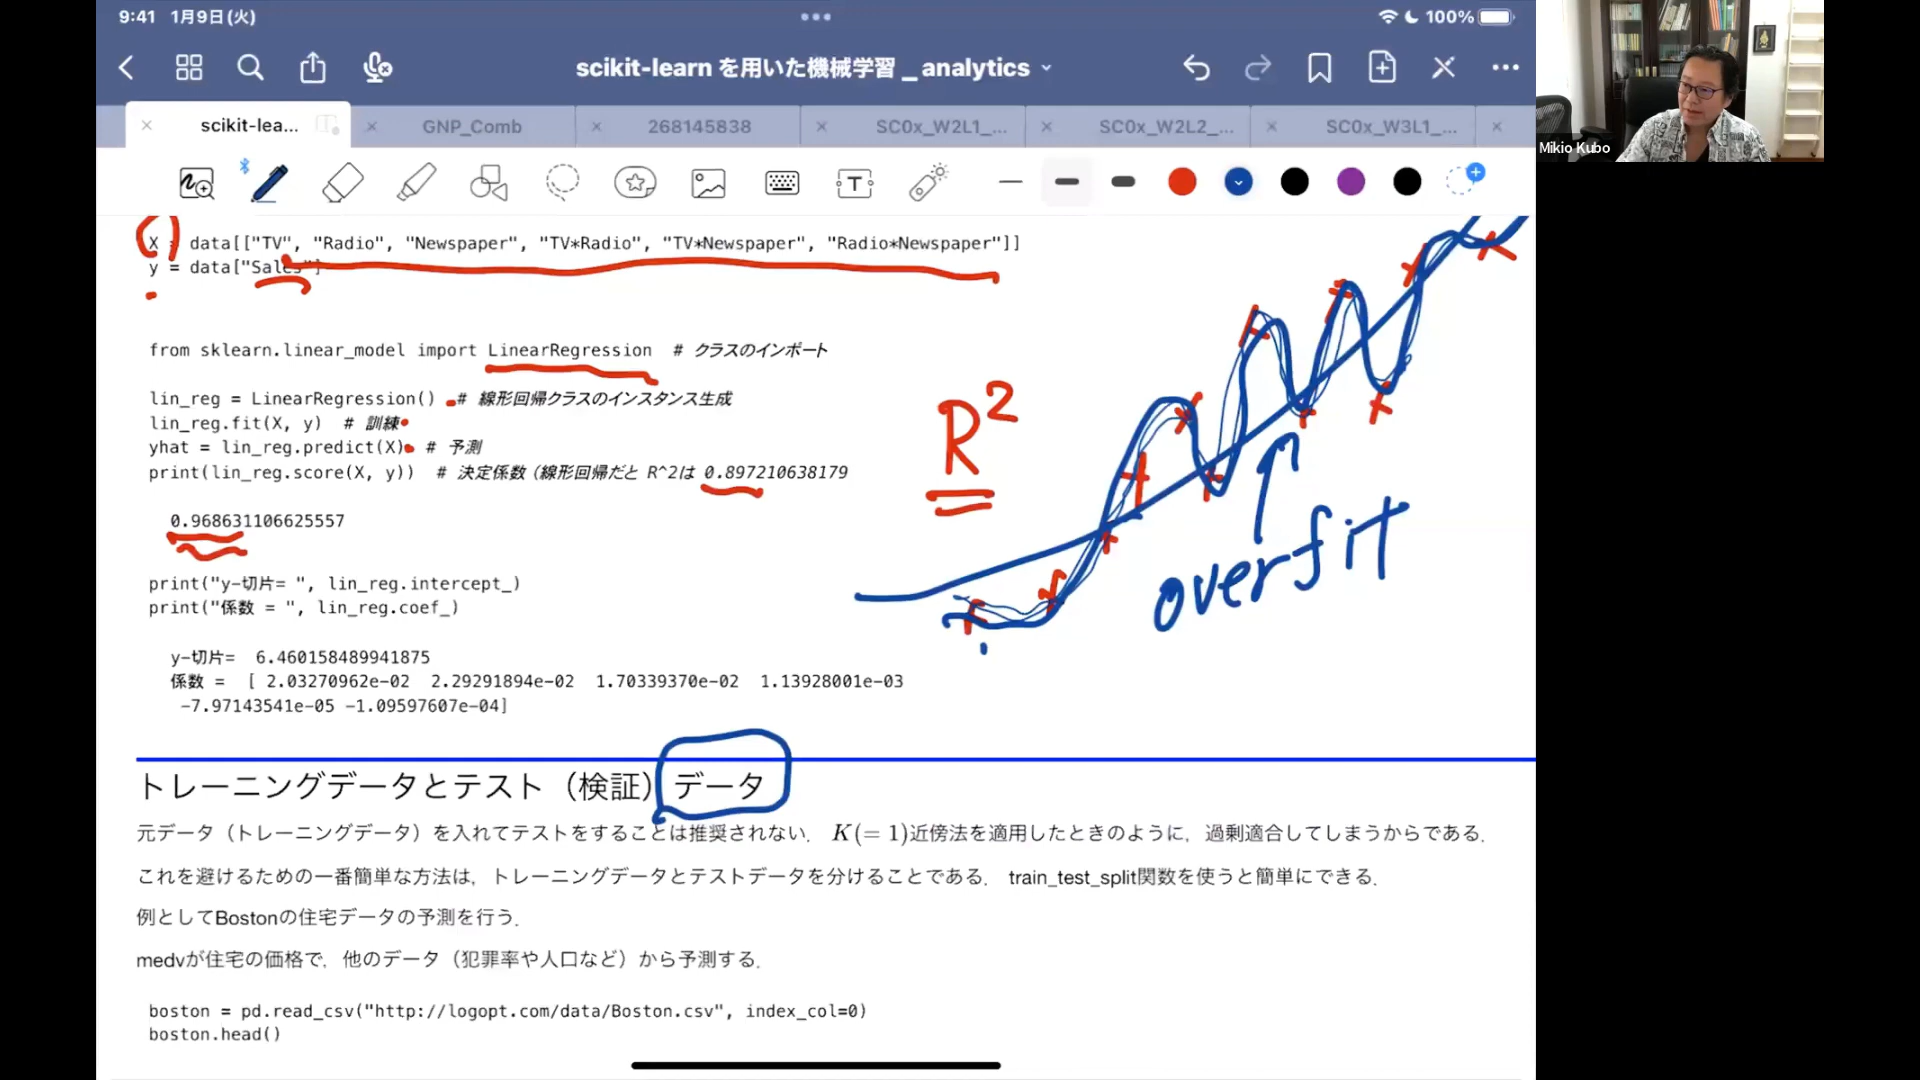 9:41 1月9日(火)
100%
scikit-learn を用いた機械学習 _ analytics
scikit-lea...
GNP_Comb
268145838
SC0x_W2L1_...
SC0x_W2L2_...
SC0x_W3L1_...
Mikio Kubo
X = data[["TV", "Radio", "Newspaper", "TV*Radio", "TV*Newspaper", "Radio*Newspaper"]]
y = data["Sales"]
from sklearn.linear_model import LinearRegression # クラスのインポート
lin_reg = LinearRegression() # 線形回帰クラスのインスタンス生成
lin_reg.fit(X, y) # 訓練
yhat = lin_reg.predict(X) # 予測
print(lin_reg.score(X, y)) # 決定係数 (線形回帰だと R^2は 0.897210638179
R²
overfit
0.968631106625557
print("y-切片= ", lin_reg.intercept_)
print("係数 = ", lin_reg.coef_)
y-切片= 6.460158489941875
係数 = [ 2.03270962e-02 2.29291894e-02 1.70339370e-02 1.13928001e-03
-7.97143541e-05 -1.09597607e-04]
トレーニングデータとテスト（検証）データ
元データ（トレーニングデータ）を入れてテストをすることは推奨されない． K(= 1)近傍法を適用したときのように，過剰適合してしまうからである．
これを避けるための一番簡単な方法は，トレーニングデータとテストデータを分けることである． train_test_split関数を使うと簡単にできる．
例としてBostonの住宅データの予測を行う．
medvが住宅の価格で，他のデータ（犯罪率や人口など）から予測する．
boston = pd.read_csv("http://logopt.com/data/Boston.csv", index_col=0)
boston.head()